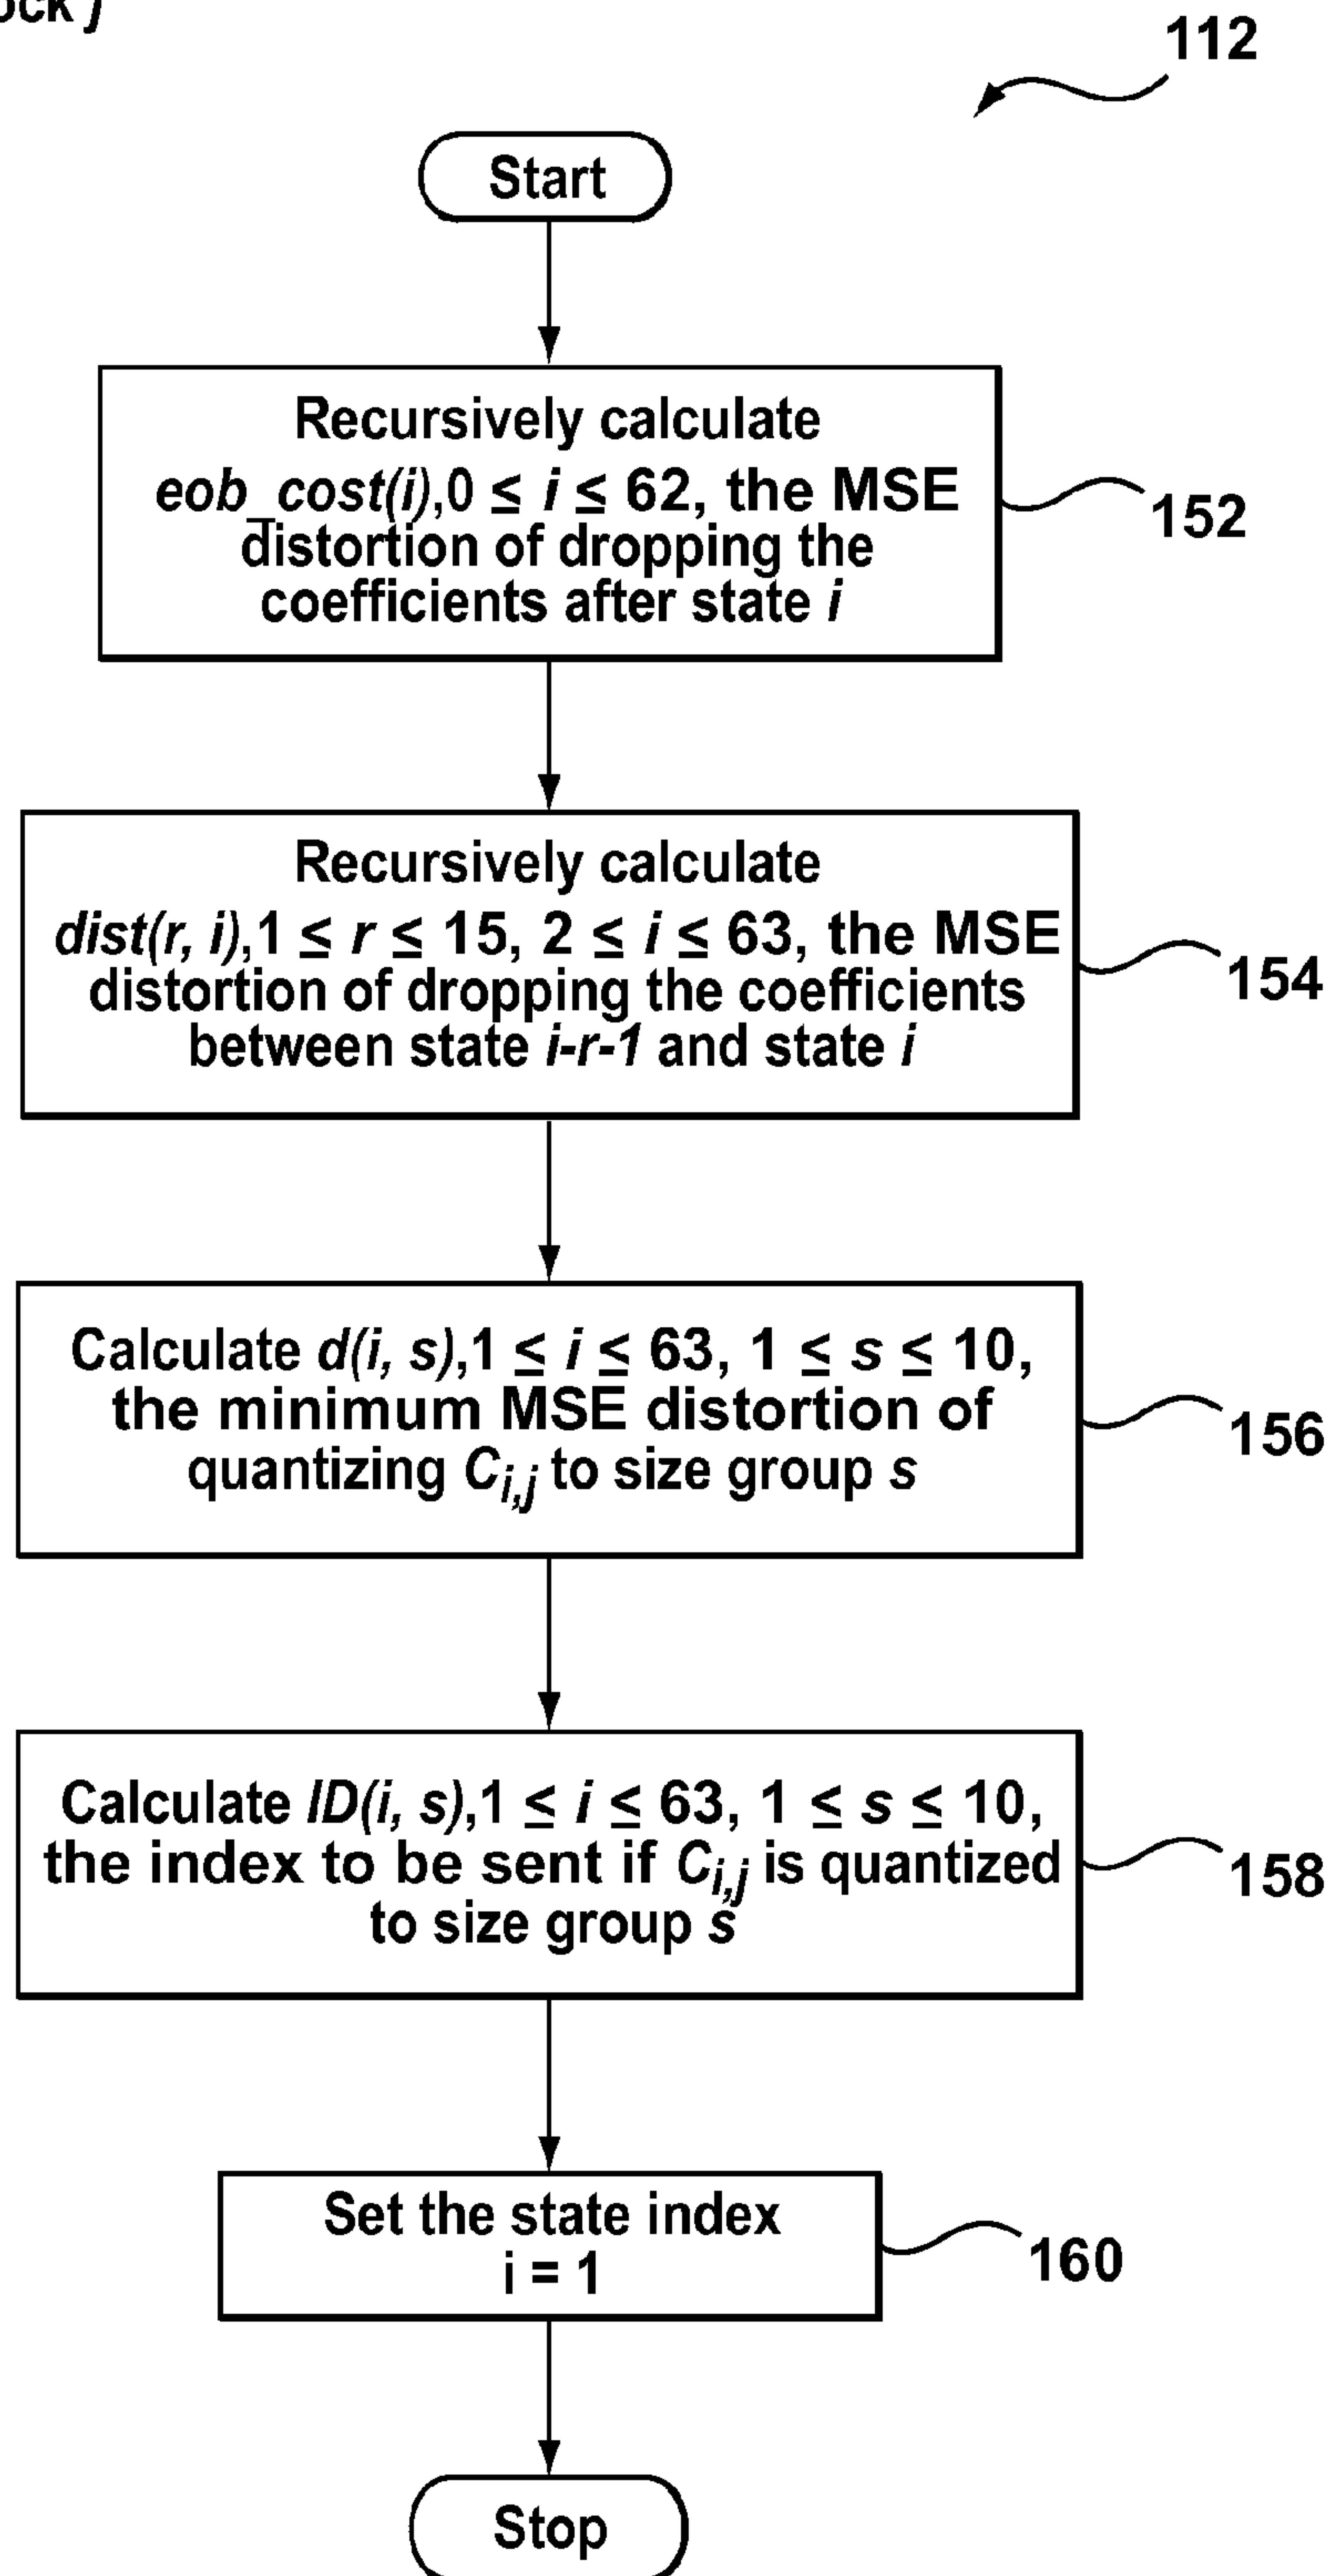 j
112
Start
Recursively calculate
eob_cost(i),0 ≤ i ≤ 62, the MSE
distortion of dropping the
coefficients after state i
152
Recursively calculate
dist(r, i),1 ≤ r ≤ 15, 2 ≤ i ≤ 63, the MSE
distortion of dropping the coefficients
between state i-r-1 and state i
154
Calculate d(i, s),1 ≤ i ≤ 63, 1 ≤ s ≤ 10,
the minimum MSE distortion of
quantizing Ci,j to size group s
156
Calculate ID(i, s),1 ≤ i ≤ 63, 1 ≤ s ≤ 10,
the index to be sent if Ci,j is quantized
to size group s
158
Set the state index
i = 1
160
Stop